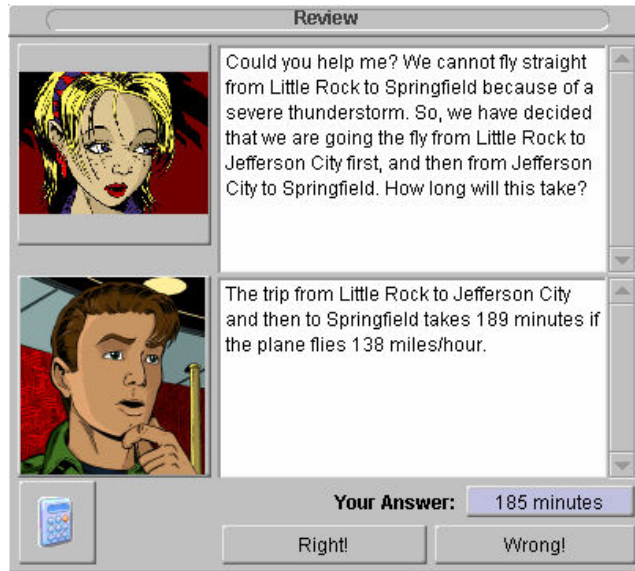 Review
Could you help me? We cannot fly straight
from Little Rock to Springfield because of a
severe thunderstorm. So, we have decided
that we are going the fly from Little Rock to
Jefferson City first, and then from Jefferson
City to Springfield. How long will this take?
The trip from Little Rock to Jefferson City
and then to Springfield takes 189 minutes if
the plane flies 138 miles/hour.
Your Answer: 185 minutes
Right! Wrong!